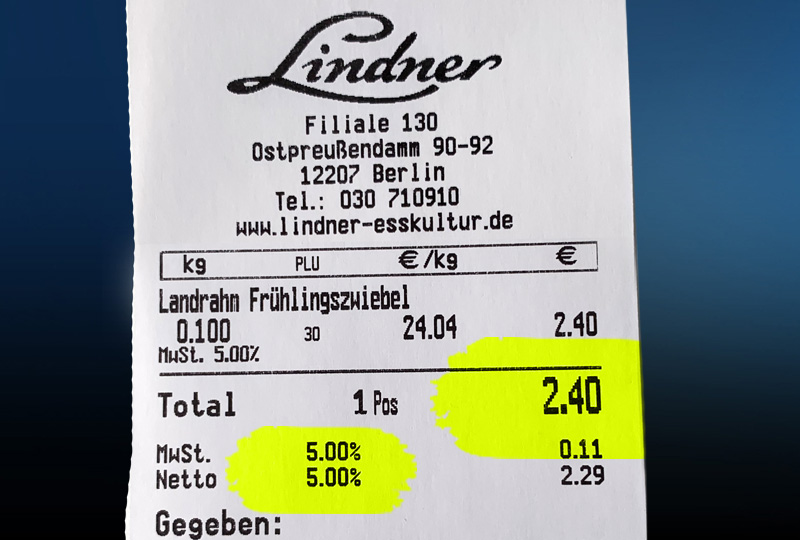 Lindner
Filiale 130
Ostpreußendamm 90-92
12207 Berlin
Tel.: 030 710910
www.lindner-esskultur.de
kg PLU €/kg €
Landrahm Frühlingszwiebel
0.100 30 24.04 2.40
MwSt. 5.00%
Total 1 Pos 2.40
MwSt. 5.00% 0.11
Netto 5.00% 2.29
Gegeben: